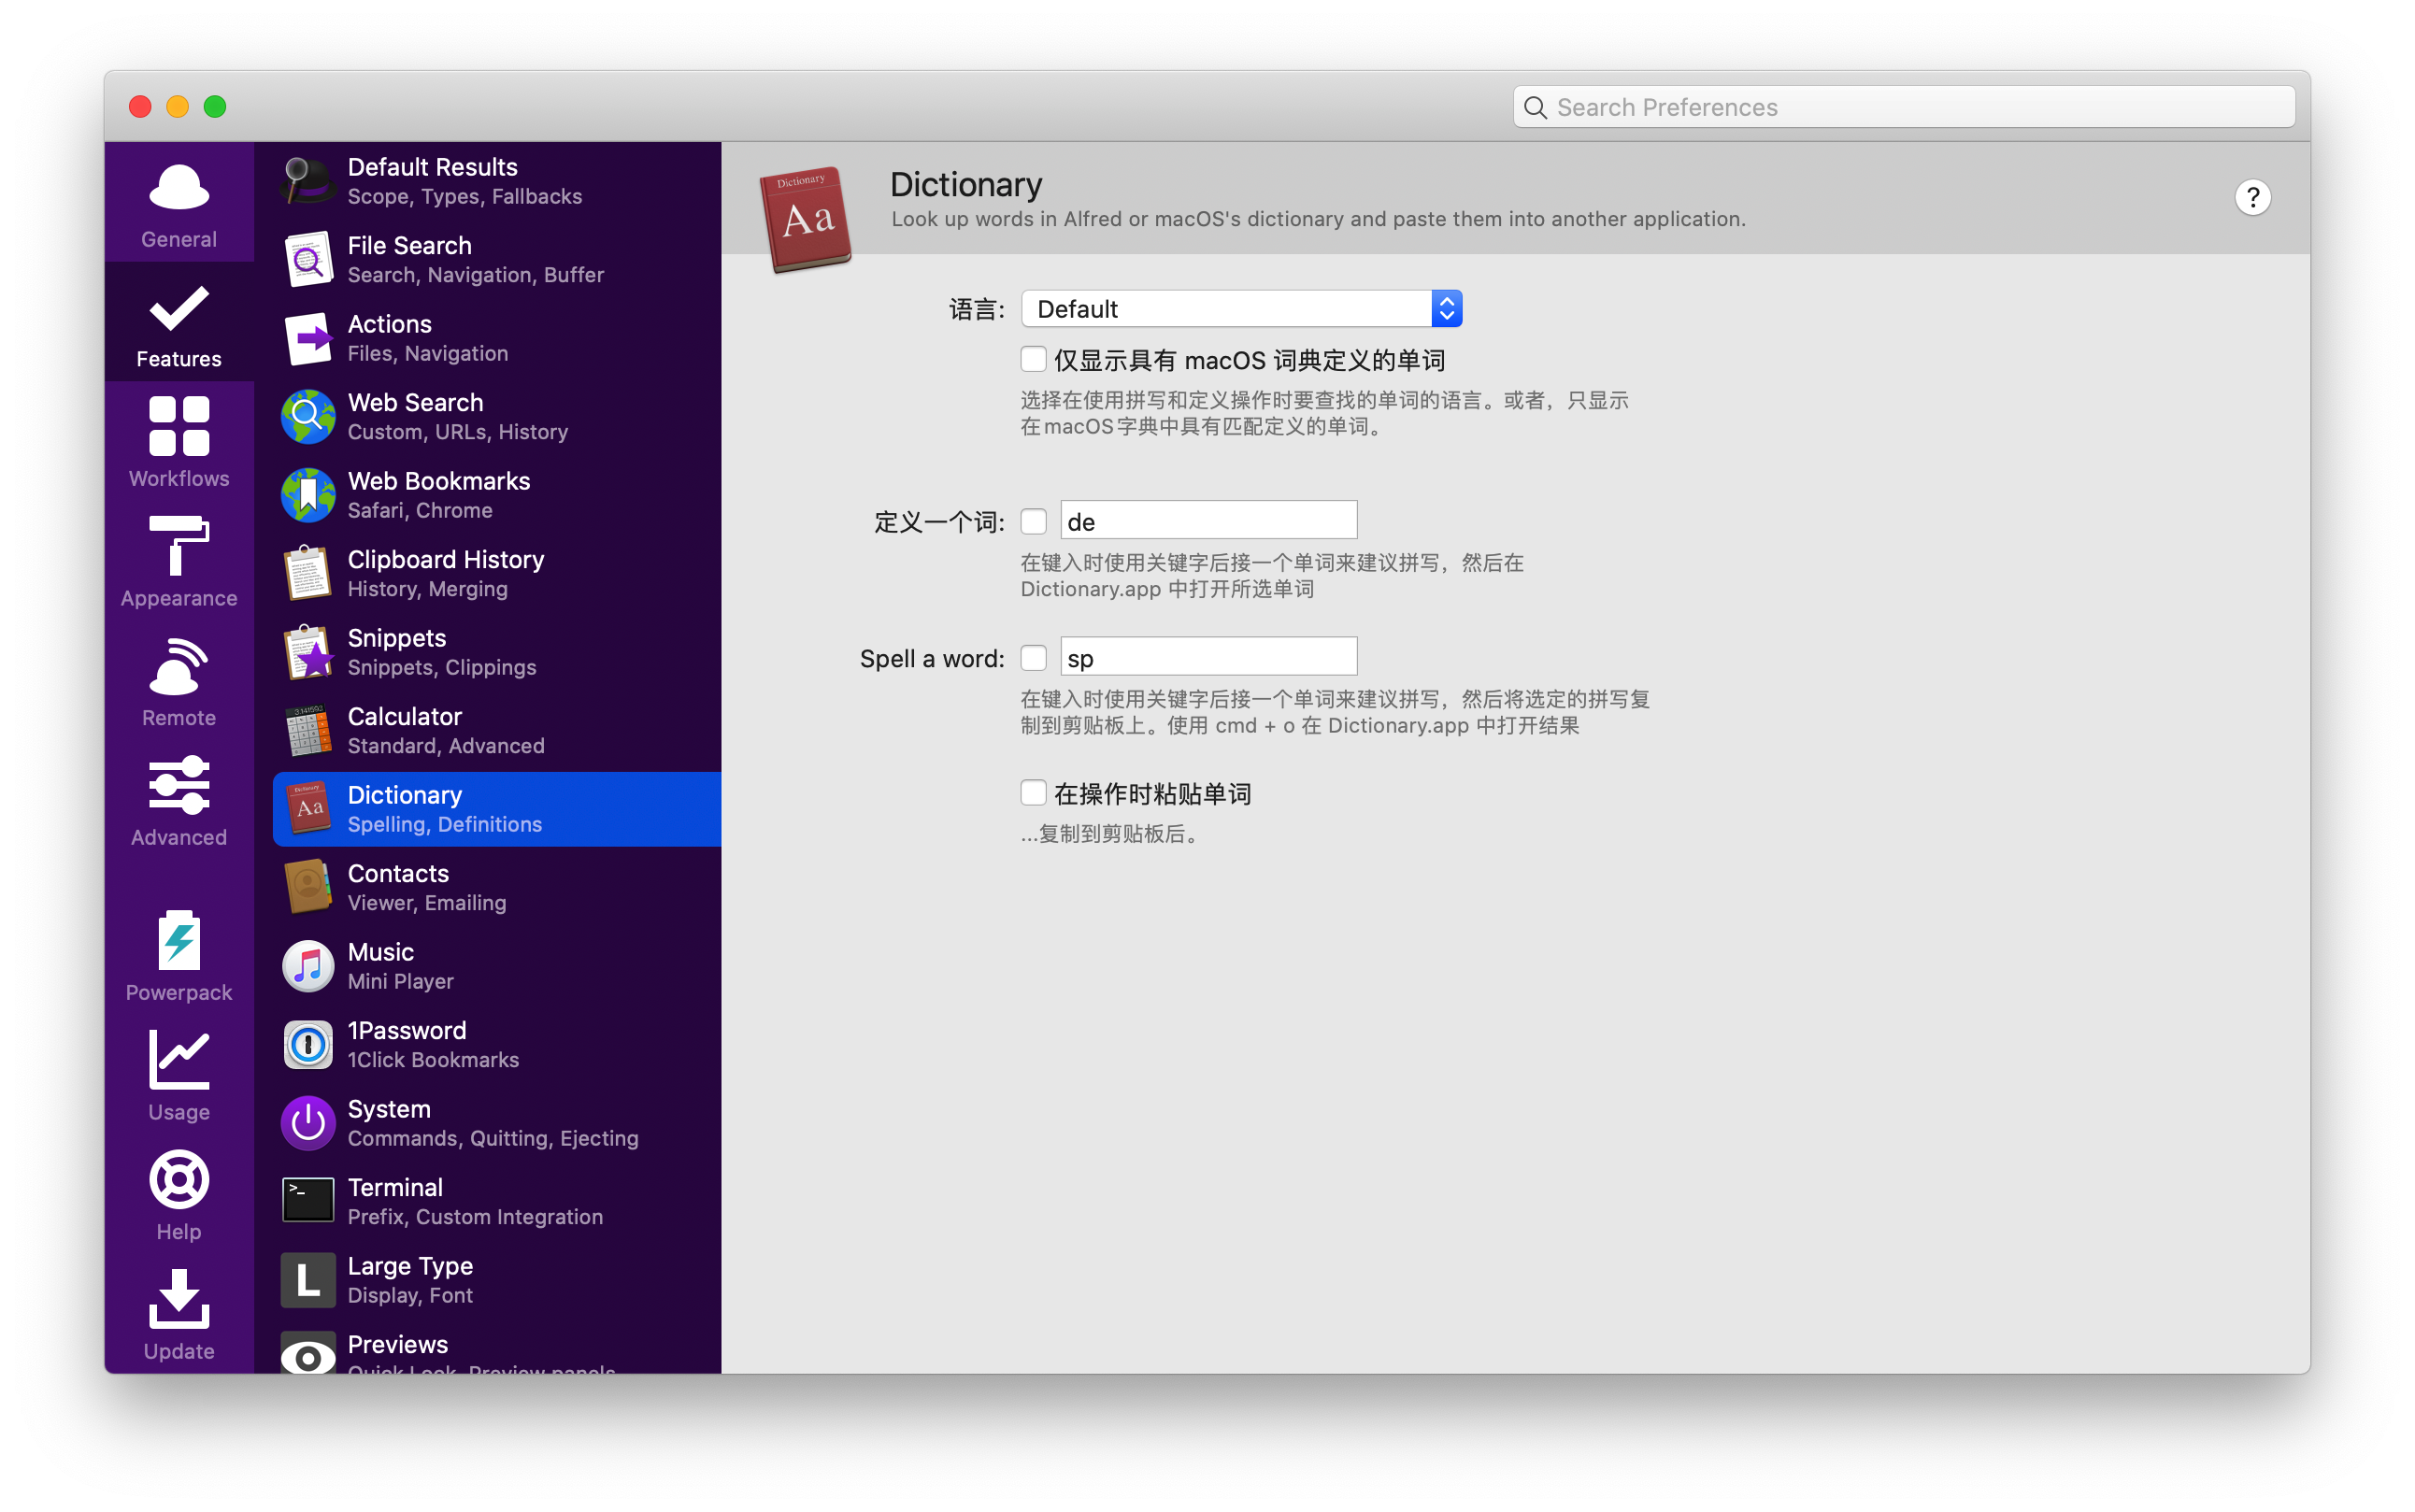 Search Preferences
General
Features
Workflows
Appearance
Remote
Advanced
Powerpack
Usage
Help
Update
Default Results
Scope, Types, Fallbacks
File Search
Search, Navigation, Buffer
Actions
Files, Navigation
Web Search
Custom, URLs, History
Web Bookmarks
Safari, Chrome
Clipboard History
History, Merging
Snippets
Snippets, Clippings
Calculator
Standard, Advanced
Dictionary
Spelling, Definitions
Contacts
Viewer, Emailing
Music
Mini Player
1Password
1Click Bookmarks
System
Commands, Quitting, Ejecting
Terminal
Prefix, Custom Integration
Large Type
Display, Font
Previews
Quick Look, Preview panels
Dictionary
Aa
Dictionary
Look up words in Alfred or macOS's dictionary and paste them into another application.
?
语言: Default
仅显示具有 macOS 词典定义的单词
选择在使用拼写和定义操作时要查找的单词的语言。或者，只显示
在macOS字典中具有匹配定义的单词。
定义一个词: de
在键入时使用关键字后接一个单词来建议拼写，然后在
Dictionary.app 中打开所选单词
Spell a word: sp
在键入时使用关键字后接一个单词来建议拼写，然后将选定的拼写复
制到剪贴板上。使用 cmd + o 在 Dictionary.app 中打开结果
在操作时粘贴单词
...复制到剪贴板后。